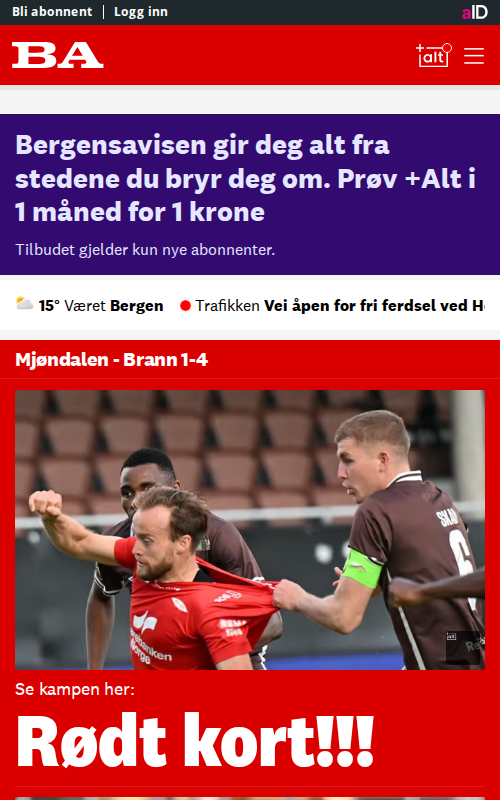 Bli abonnent | Logg inn
aID
BA
+alt
Bergensavisen gir deg alt fra
stedene du bryr deg om. Prøv +Alt i
1 måned for 1 krone
Tilbudet gjelder kun nye abonnenter.
15° Været Bergen
Trafikken Vei åpen for fri ferdsel ved
Mjøndalen - Brann 1-4
6
Se kampen her:
Rødt kort!!!